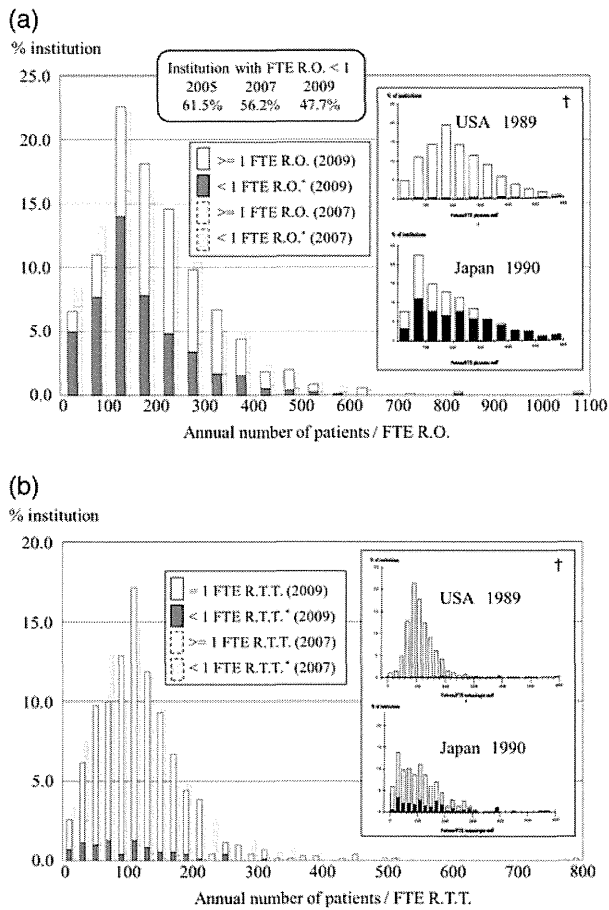 (a)
% institution
25.0
20.0
15.0
10.0
5.0
0.0
Institution with FTE R.O. < 1
2005 2007 2009
61.5% 56.2% 47.7%
>= 1 FTE R.O. (2009)
< 1 FTE R.O.* (2009)
>= 1 FTE R.O. (2007)
< 1 FTE R.O.* (2007)
†
USA 1989
Japan 1990
0 100 200 300 400 500 600 700 800 900 1000 1100
Annual number of patients / FTE R.O.
(b)
% institution
20.0
15.0
10.0
5.0
0.0
= 1 FTE R.T.T. (2009)
< 1 FTE R.T.T.* (2009)
>= 1 FTE R.T.T. (2007)
< 1 FTE R.T.T.* (2007)
†
USA 1989
Japan 1990
0 100 200 300 400 500 600 700 800
Annual number of patients / FTE R.T.T.